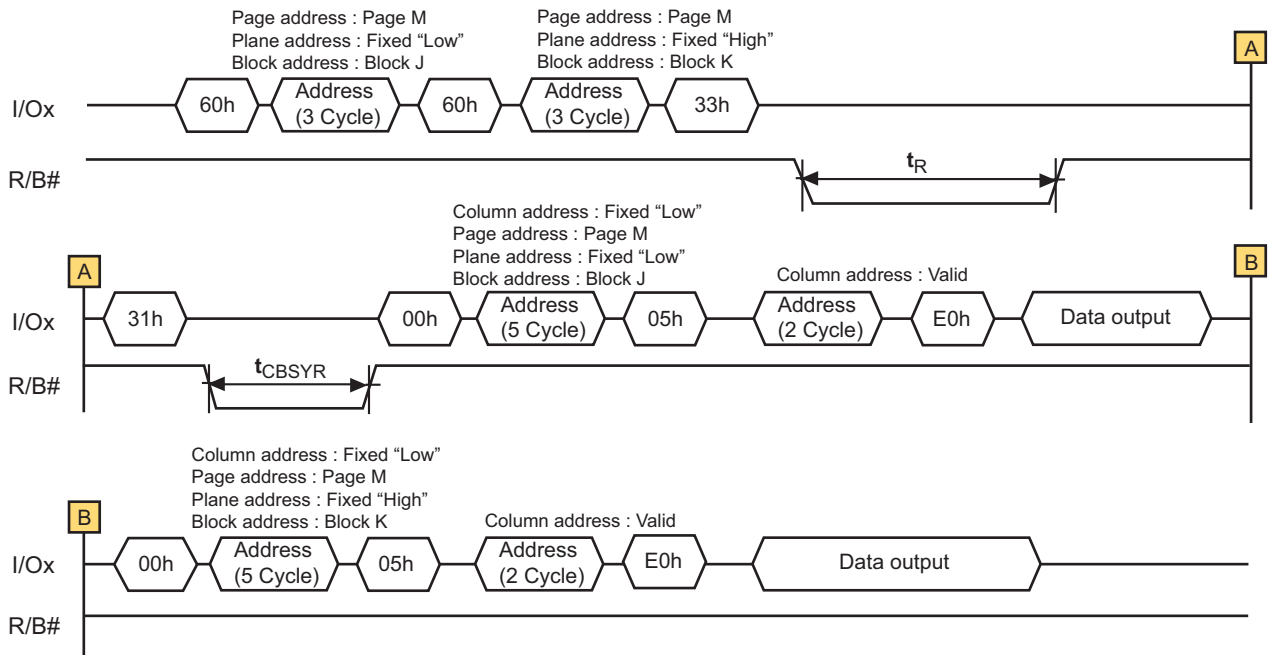 Page address : Page M
Plane address : Fixed “Low”
Block address : Block J
Page address : Page M
Plane address : Fixed “High”
Block address : Block K
A
I/Ox
60h
Address
(3 Cycle)
60h
Address
(3 Cycle)
33h
R/B#
tR
Column address : Fixed “Low”
Page address : Page M
Plane address : Fixed “Low”
Block address : Block J
Column address : Valid
A
B
I/Ox
31h
00h
Address
(5 Cycle)
05h
Address
(2 Cycle)
E0h
Data output
R/B#
tCBSYR
Column address : Fixed “Low”
Page address : Page M
Plane address : Fixed “High”
Block address : Block K
Column address : Valid
B
I/Ox
00h
Address
(5 Cycle)
05h
Address
(2 Cycle)
E0h
Data output
R/B#